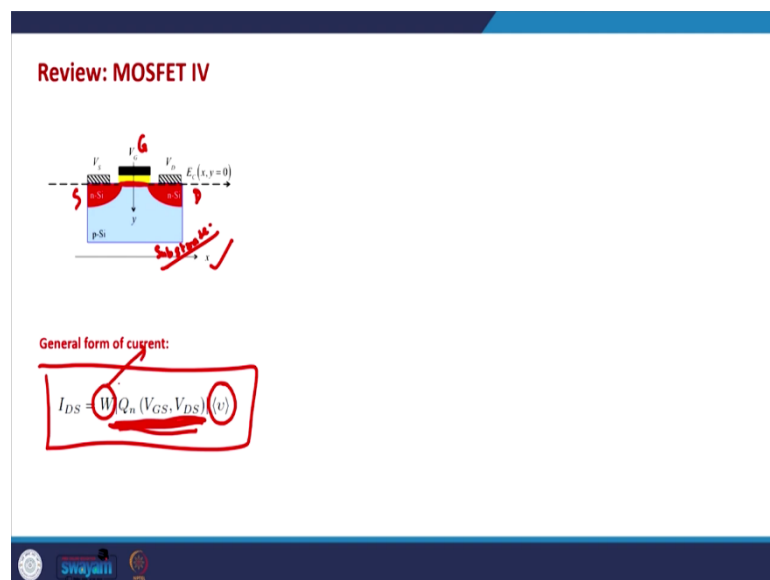 Review: MOSFET IV
G
V_G
V_S
V_D
E_C(x, y=0)
S
D
n-Si
n-Si
y
p-Si
Substrate.
x
General form of current:
I_DS = W|Q_n (V_GS, V_DS)|⟨υ⟩
swayam